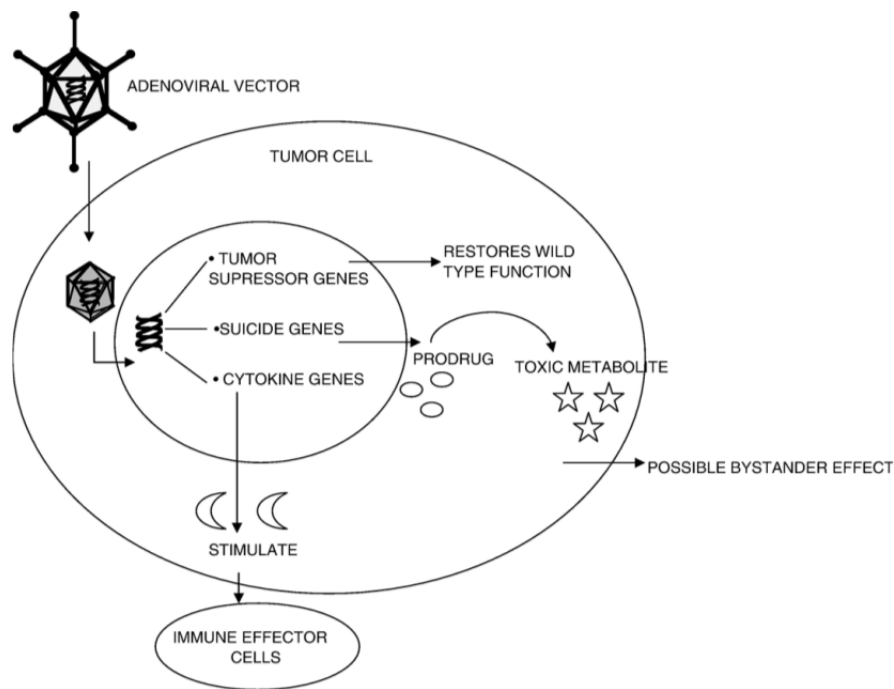 ADENOVIRAL VECTOR
TUMOR CELL
• TUMOR
SUPRESSOR GENES
RESTORES WILD
TYPE FUNCTION
•SUICIDE GENES
PRODRUG
TOXIC METABOLITE
• CYTOKINE GENES
POSSIBLE BYSTANDER EFFECT
STIMULATE
IMMUNE EFFECTOR
CELLS